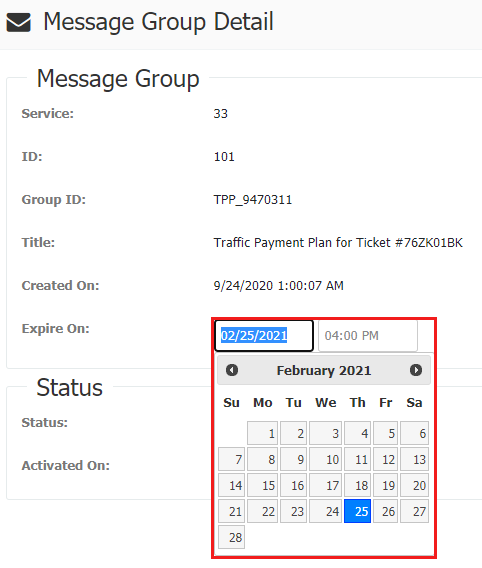 Message Group Detail
Message Group
Service: 33
ID: 101
Group ID: TPP_9470311
Title: Traffic Payment Plan for Ticket #76ZK01BK
Created On: 9/24/2020 1:00:07 AM
Expire On: 02/25/2021 04:00 PM
February 2021
Su Mo Tu We Th Fr Sa
1 2 3 4 5 6
7 8 9 10 11 12 13
14 15 16 17 18 19 20
21 22 23 24 25 26 27
28
Status
Status:
Activated On: